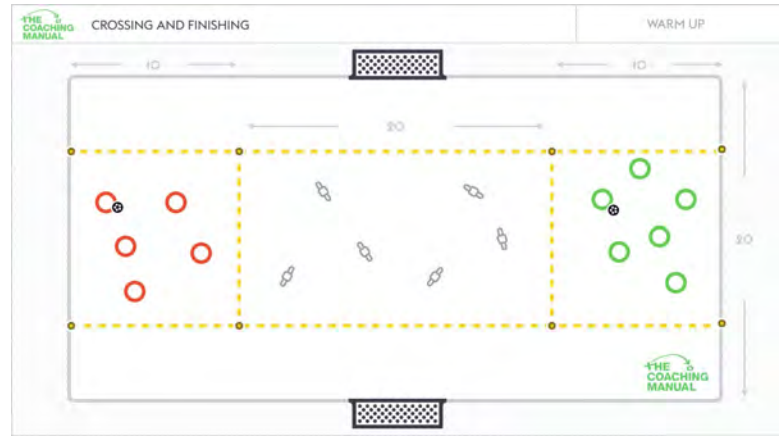 THE
COACHING
MANUAL
CROSSING AND FINISHING
WARM UP
10
10
20
20
THE
COACHING
MANUAL